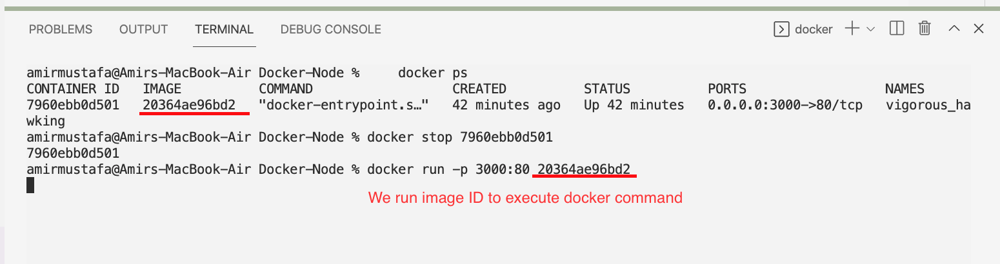 PROBLEMS OUTPUT TERMINAL DEBUG CONSOLE docker
amirmustafa@Amirs-MacBook-Air Docker-Node %     docker ps
CONTAINER ID   IMAGE          COMMAND                  CREATED          STATUS          PORTS                  NAMES
7960ebb0d501   20364ae96bd2   "docker-entrypoint.s…"   42 minutes ago   Up 42 minutes   0.0.0.0:3000->80/tcp   vigorous_ha
wking
amirmustafa@Amirs-MacBook-Air Docker-Node % docker stop 7960ebb0d501
7960ebb0d501
amirmustafa@Amirs-MacBook-Air Docker-Node % docker run -p 3000:80 20364ae96bd2
We run image ID to execute docker command